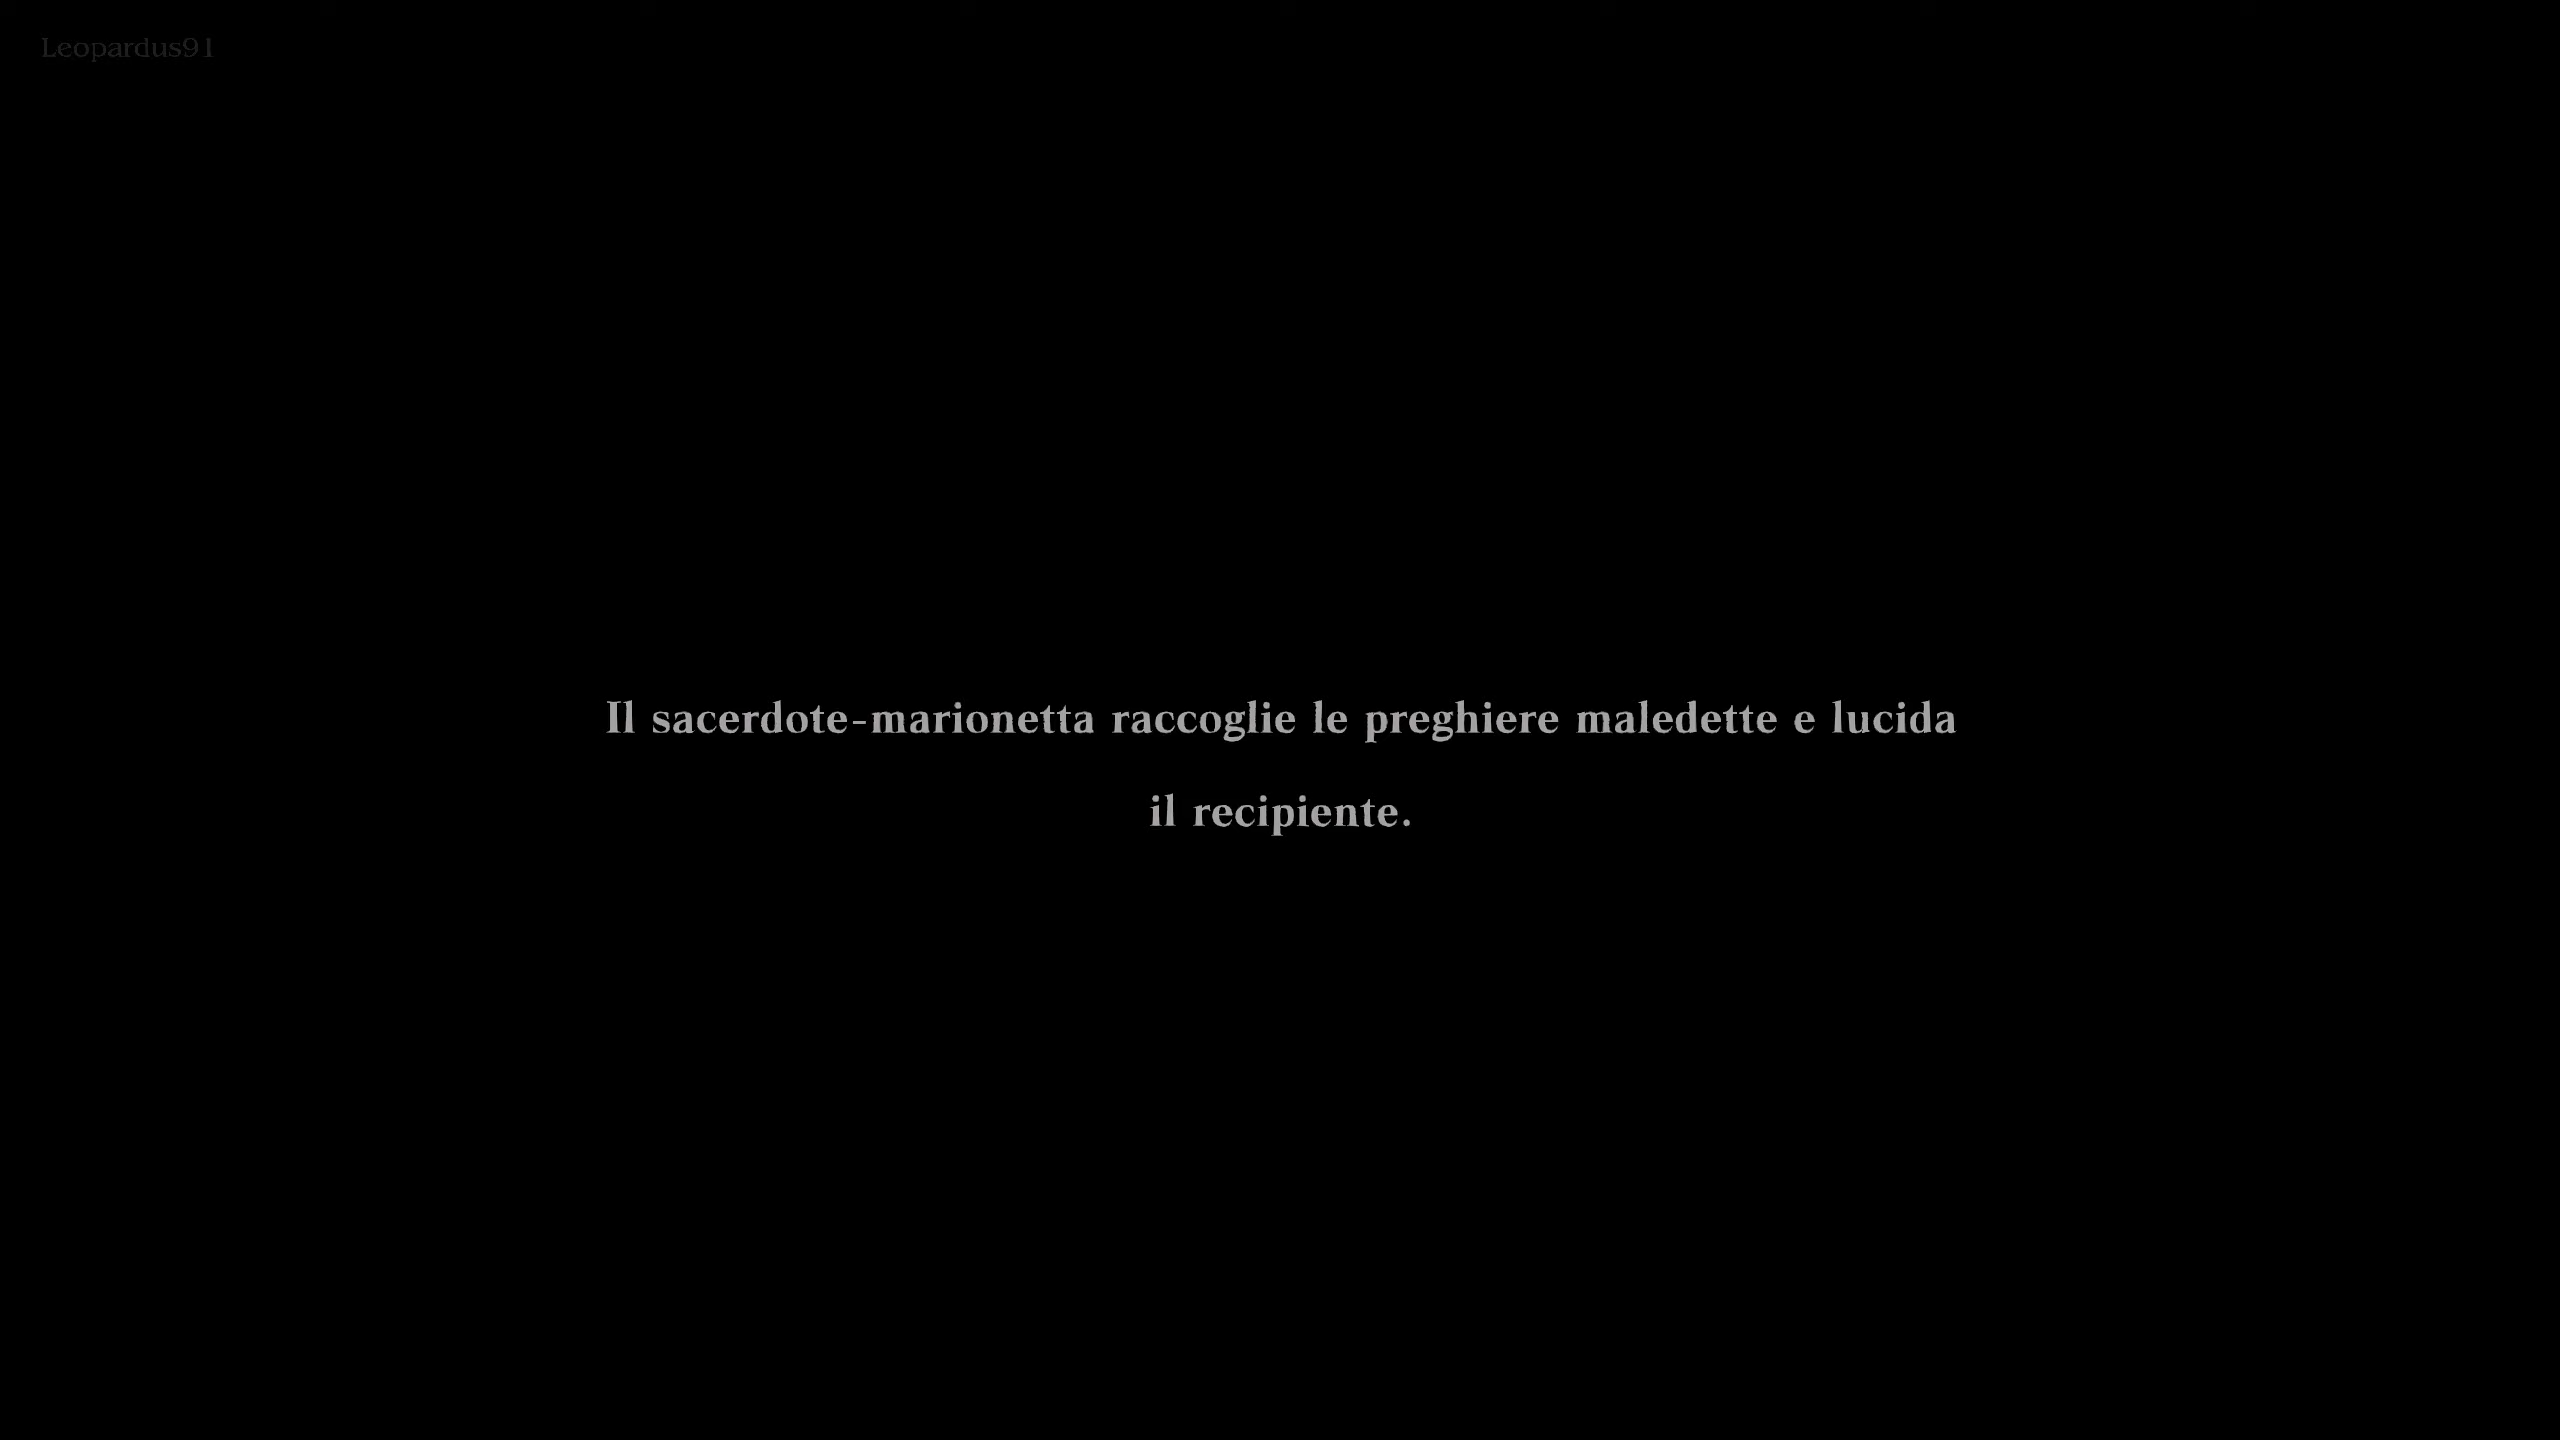 Leopardus91
Il sacerdote-marionetta raccoglie le preghiere maledette e lucida
il recipiente.